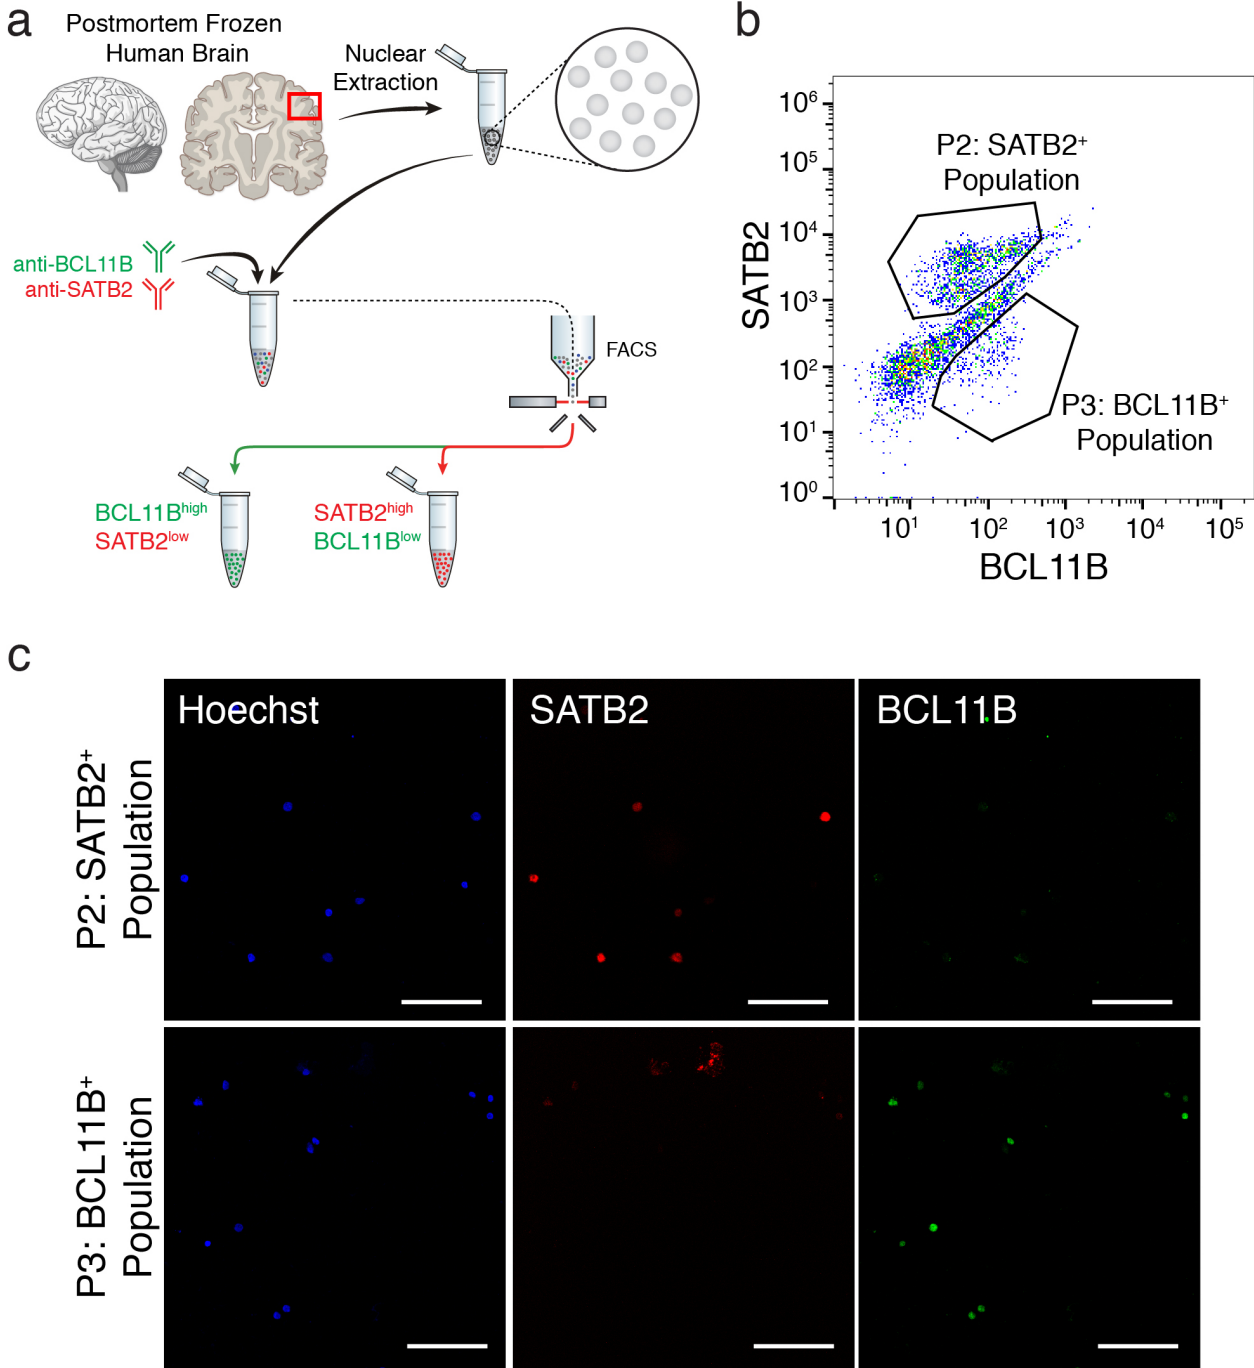 a
Postmortem Frozen
Human Brain
Nuclear
Extraction
anti-BCL11B
anti-SATB2
FACS
BCL11Bhigh
SATB2low
SATB2high
BCL11Blow
b
SATB2
10⁶
10⁵
10⁴
10³
10²
10¹
10⁰
P2: SATB2⁺
Population
P3: BCL11B⁺
Population
10¹ 10² 10³ 10⁴ 10⁵
BCL11B
c
Hoechst SATB2 BCL11B
P2: SATB2⁺
Population
P3: BCL11B⁺
Population